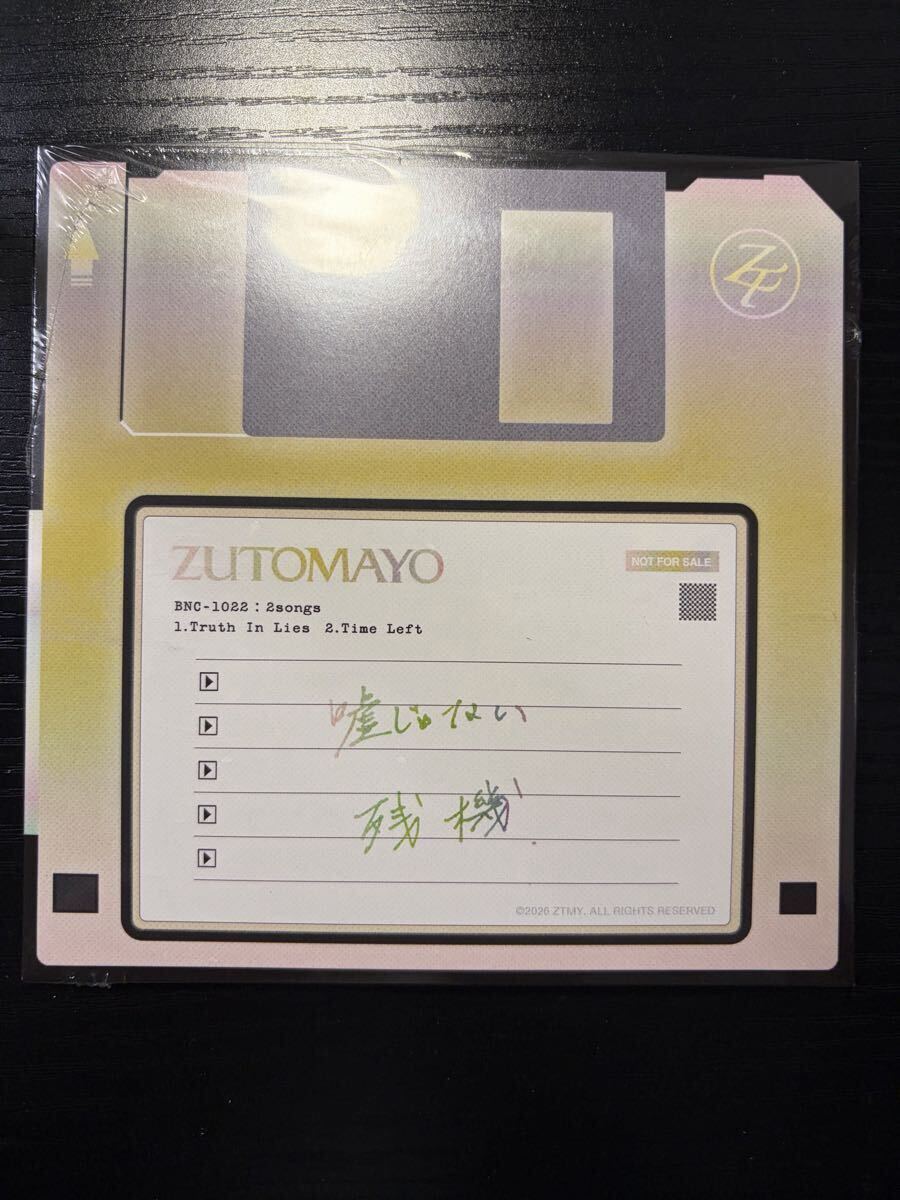 ZT
ZUTOMAYO
NOT FOR SALE
BNC-1022 : 2songs
1.Truth In Lies 2.Time Left
嘘じゃない
残機
©2026 ZTMY. ALL RIGHTS RESERVED